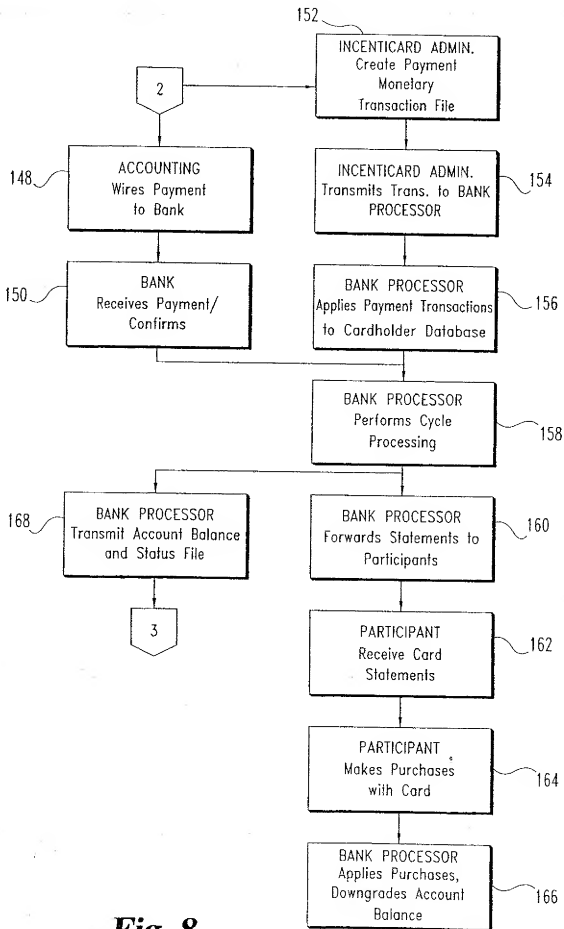 152
INCENTICARD ADMIN.
Create Payment
Monetary
Transaction File
2
148
ACCOUNTING
Wires Payment
to Bank
INCENTICARD ADMIN.
Transmits Trans. to BANK
PROCESSOR
154
150
BANK
Receives Payment/
Confirms
BANK PROCESSOR
Applies Payment Transactions
to Cardholder Database
156
BANK PROCESSOR
Performs Cycle
Processing
158
168
BANK PROCESSOR
Transmit Account Balance
and Status File
BANK PROCESSOR
Forwards Statements to
Participants
160
3
PARTICIPANT
Receive Card
Statements
162
PARTICIPANT
Makes Purchases
with Card
164
BANK PROCESSOR
Applies Purchases,
Downgrades Account
Balance
166
Fig. 8